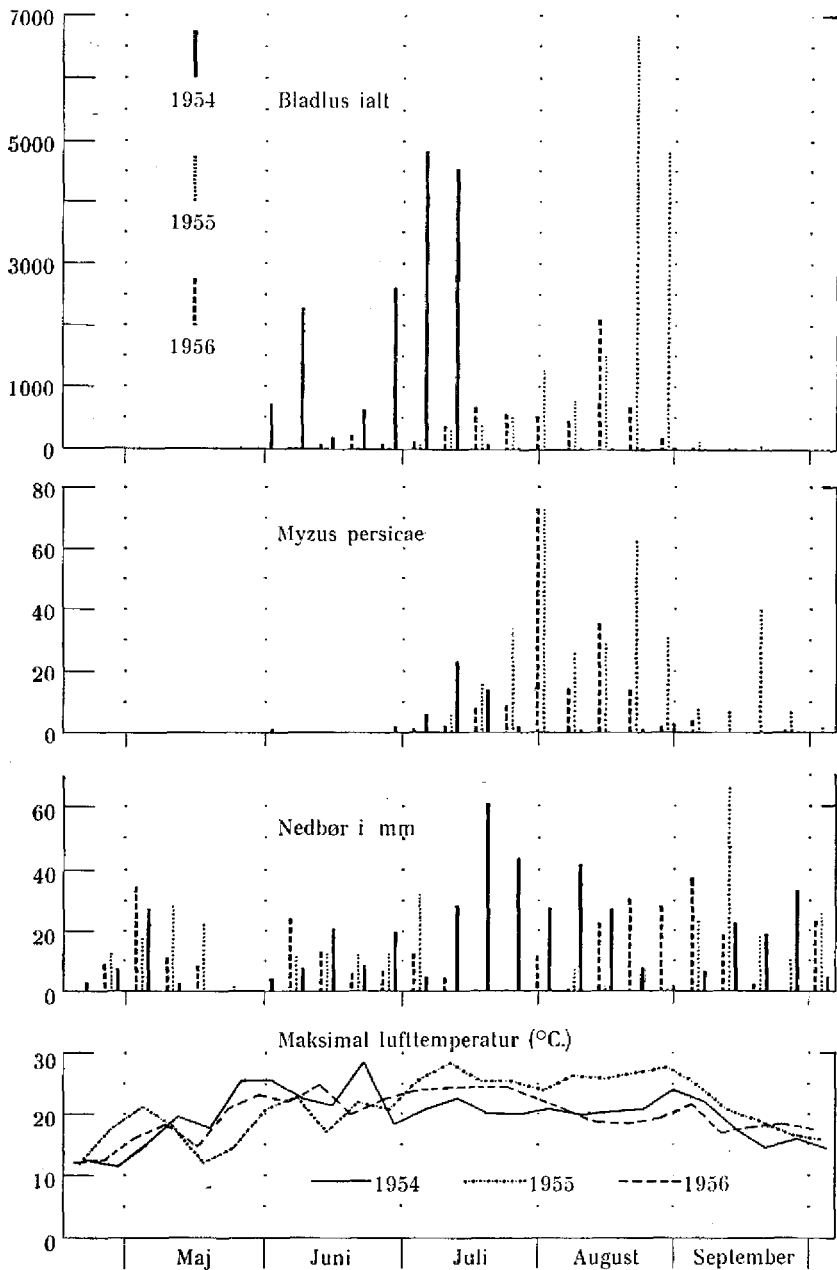 7000
1954
Bladlus ialt
5000
1955
3000
1956
1000
0
80
Myzus persicae
60
40
20
0
60
Nedbør i mm
40
20
0
Maksimal lufttemperatur (°C.)
30
20
10
1954
1955
1956
0
Maj
Juni
Juli
August
September